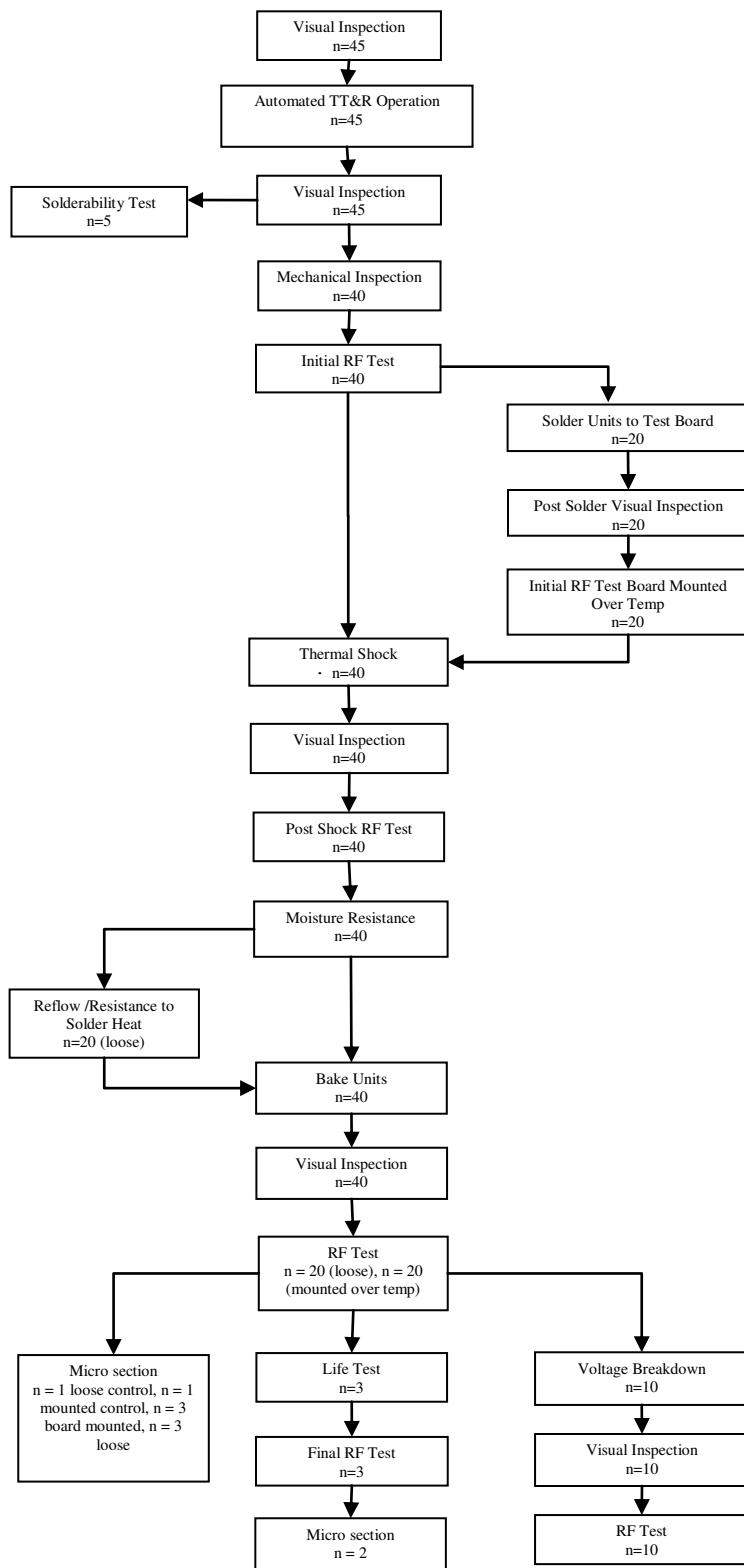 Visual Inspection
n=45
Automated TT&R Operation
n=45
Visual Inspection
n=45
Solderability Test
n=5
Mechanical Inspection
n=40
Initial RF Test
n=40
Solder Units to Test Board
n=20
Post Solder Visual Inspection
n=20
Initial RF Test Board Mounted
Over Temp
n=20
Thermal Shock
· n=40
Visual Inspection
n=40
Post Shock RF Test
n=40
Moisture Resistance
n=40
Reflow /Resistance to
Solder Heat
n=20 (loose)
Bake Units
n=40
Visual Inspection
n=40
RF Test
n = 20 (loose), n = 20
(mounted over temp)
Micro section
n = 1 loose control, n = 1
mounted control, n = 3
board mounted, n = 3
loose
Life Test
n=3
Final RF Test
n=3
Micro section
n = 2
Voltage Breakdown
n=10
Visual Inspection
n=10
RF Test
n=10